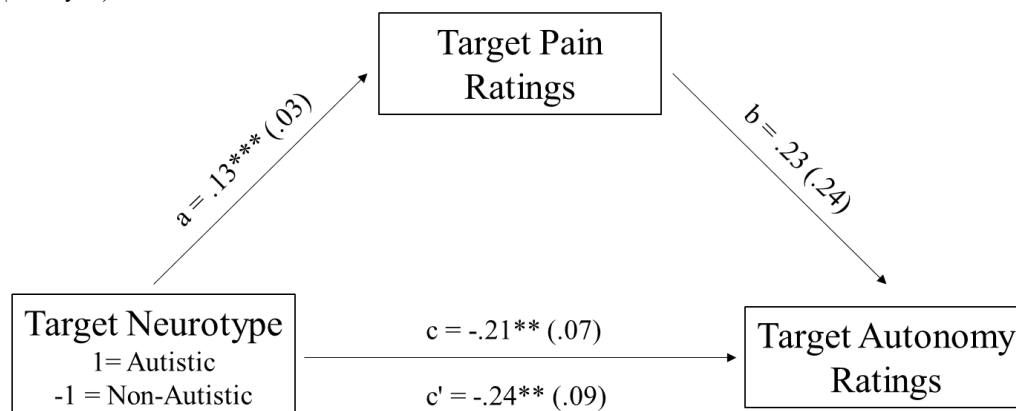 Target Pain
Ratings
a = .13*** (.03)
b = .23 (.24)
Target Neurotype
1= Autistic
-1 = Non-Autistic
c = -.21** (.07)
c' = -.24** (.09)
Target Autonomy
Ratings